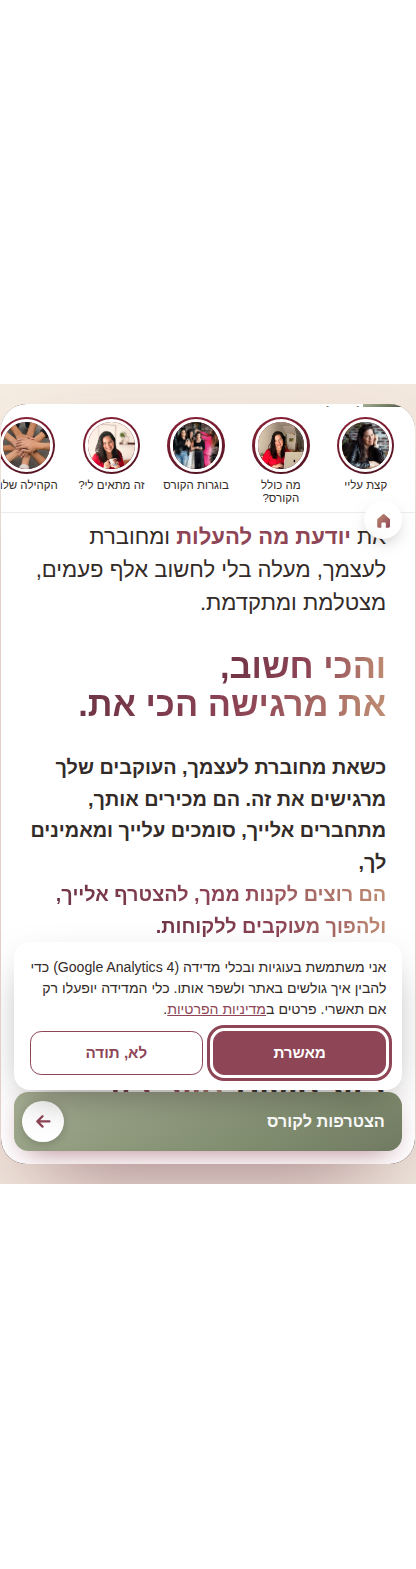 קצת עליי
מה כולל
הקורס?
בוגרות הקורס
זה מתאים לי?
הקהילה שלנו
את יודעת מה להעלות ומחוברת
לעצמך, מעלה בלי לחשוב אלף פעמים,
מצטלמת ומתקדמת.
והכי חשוב,
את מרגישה הכי את.
כשאת מחוברת לעצמך, העוקבים שלך
מרגישים את זה. הם מכירים אותך,
מתחברים אלייך, סומכים עלייך ומאמינים
לך,
הם רוצים לקנות ממך, להצטרף אלייך,
ולהפוך מעוקבים ללקוחות.
אני משתמשת בעוגיות ובכלי מדידה (Google Analytics 4) כדי
להבין איך גולשים באתר ולשפר אותו. כלי המדידה יופעלו רק
אם תאשרי. פרטים במדיניות הפרטיות.
מאשרת
לא, תודה
הצטרפות לקורס